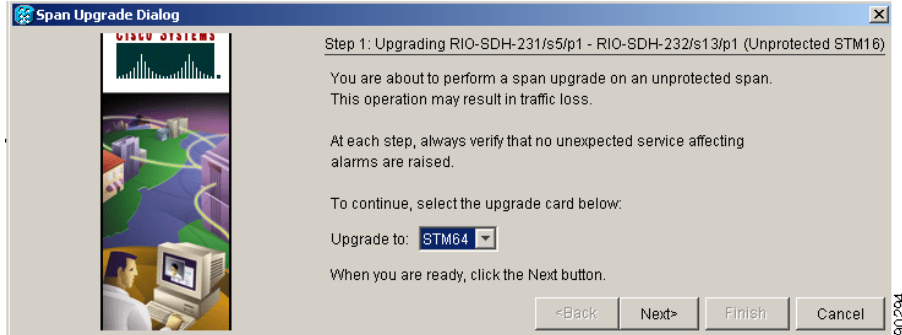 Span Upgrade Dialog
CISCO SYSTEMS
Step 1: Upgrading RIO-SDH-231/s5/p1 - RIO-SDH-232/s13/p1 (Unprotected STM16)
You are about to perform a span upgrade on an unprotected span.
This operation may result in traffic loss.
At each step, always verify that no unexpected service affecting
alarms are raised.
To continue, select the upgrade card below:
Upgrade to: STM64
When you are ready, click the Next button.
<Back Next> Finish Cancel
90294